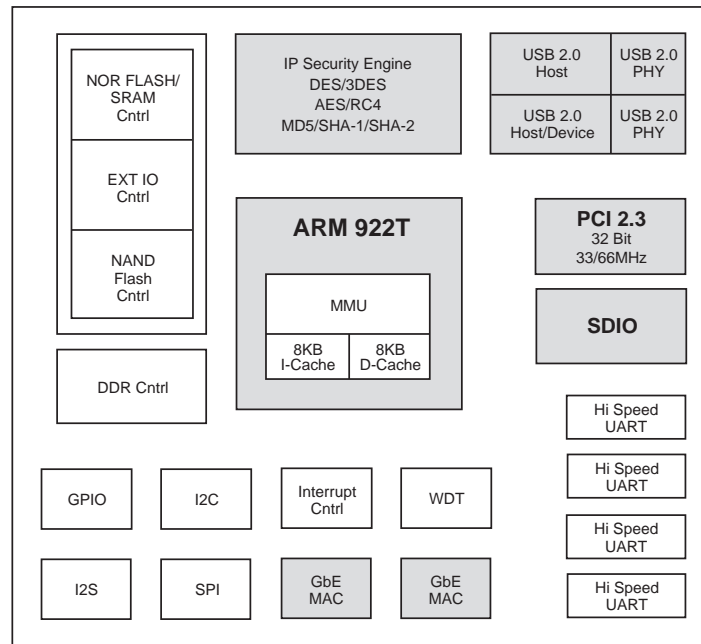 NOR FLASH/
SRAM
Cntrl
EXT IO
Cntrl
NAND
Flash
Cntrl
DDR Cntrl
IP Security Engine
DES/3DES
AES/RC4
MD5/SHA-1/SHA-2
USB 2.0
Host
USB 2.0
PHY
USB 2.0
Host/Device
USB 2.0
PHY
ARM 922T
MMU
8KB
I-Cache
8KB
D-Cache
PCI 2.3
32 Bit
33/66MHz
SDIO
Hi Speed
UART
Hi Speed
UART
Hi Speed
UART
Hi Speed
UART
GPIO
I2C
Interrupt
Cntrl
WDT
I2S
SPI
GbE
MAC
GbE
MAC